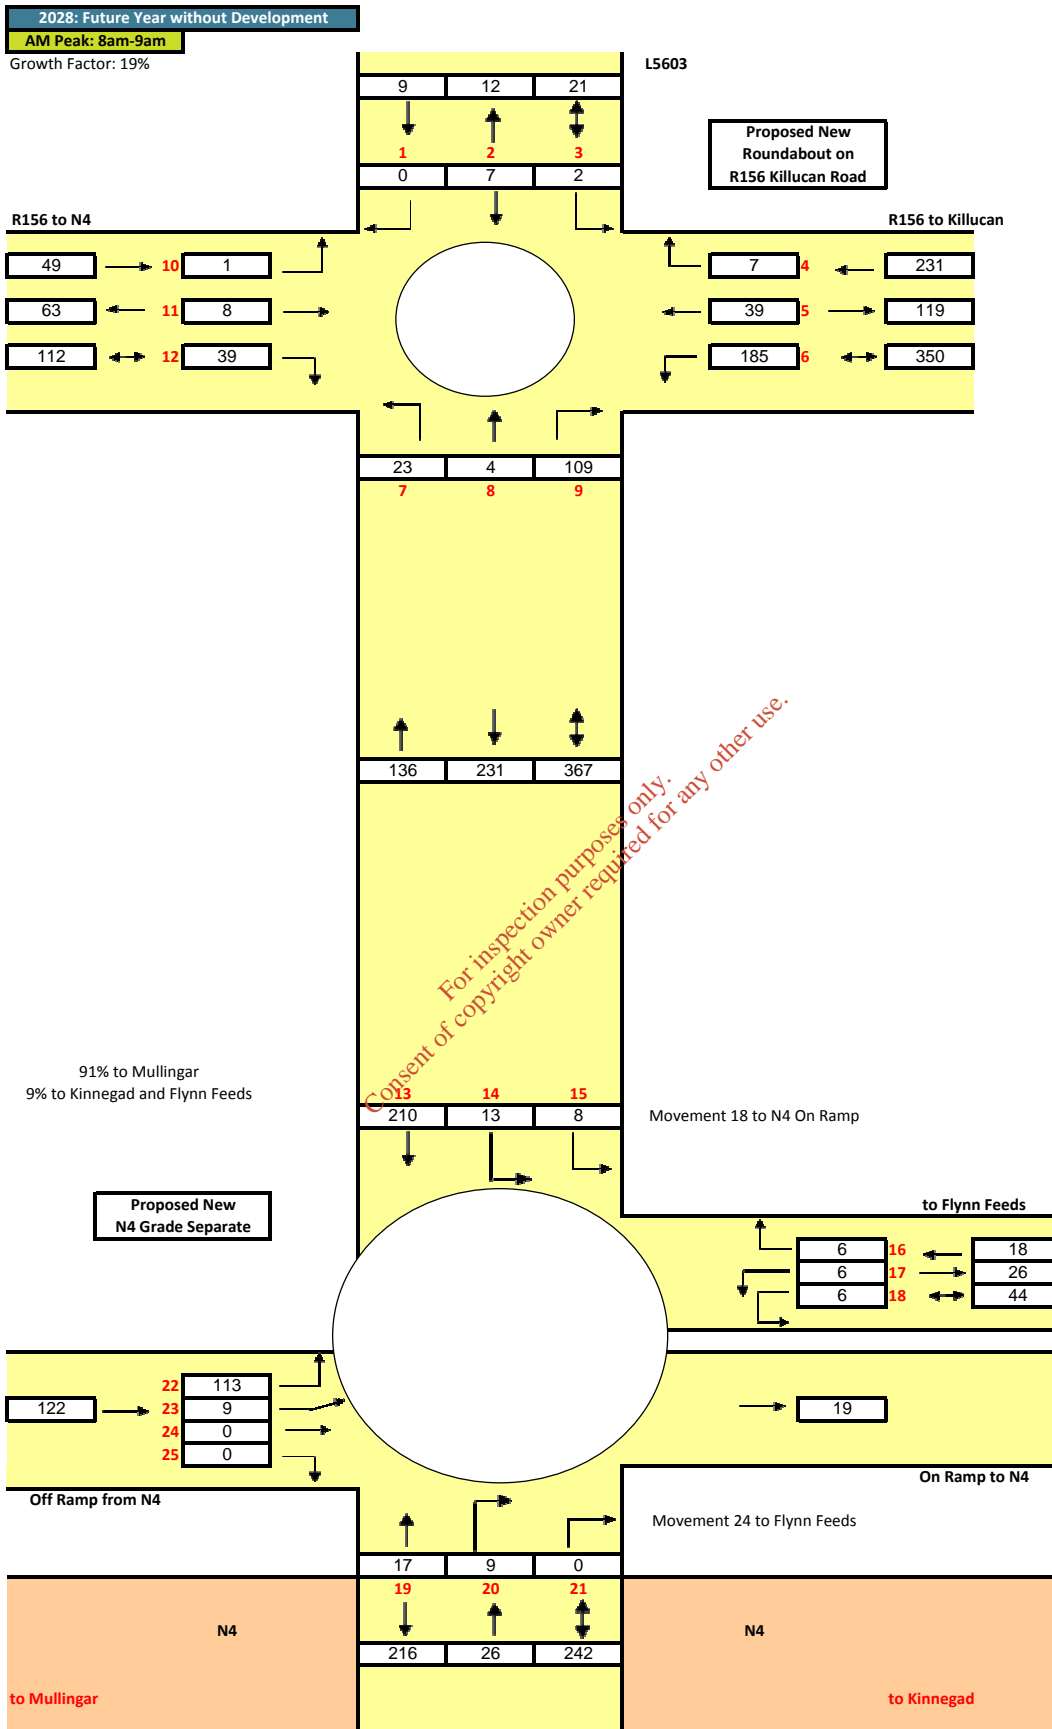 2028: Future Year without Development
AM Peak: 8am-9am
Growth Factor: 19%
L5603
9 12 21
1 2 3
0 7 2
Proposed New
Roundabout on
R156 Killucan Road
R156 to N4
R156 to Killucan
49 10 1
7 4 231
63 11 8
39 5 119
112 12 39
185 6 350
23 4 109
7 8 9
136 231 367
For inspection purposes only.
Consent of copyright owner required for any other use.
91% to Mullingar
9% to Kinnegad and Flynn Feeds
13 14 15
210 13 8
Movement 18 to N4 On Ramp
Proposed New
N4 Grade Separate
to Flynn Feeds
6 16 18
6 17 26
6 18 44
22 113
122 23 9
24 0
25 0
19
Off Ramp from N4
On Ramp to N4
Movement 24 to Flynn Feeds
17 9 0
19 20 21
N4
N4
216 26 242
to Mullingar
to Kinnegad